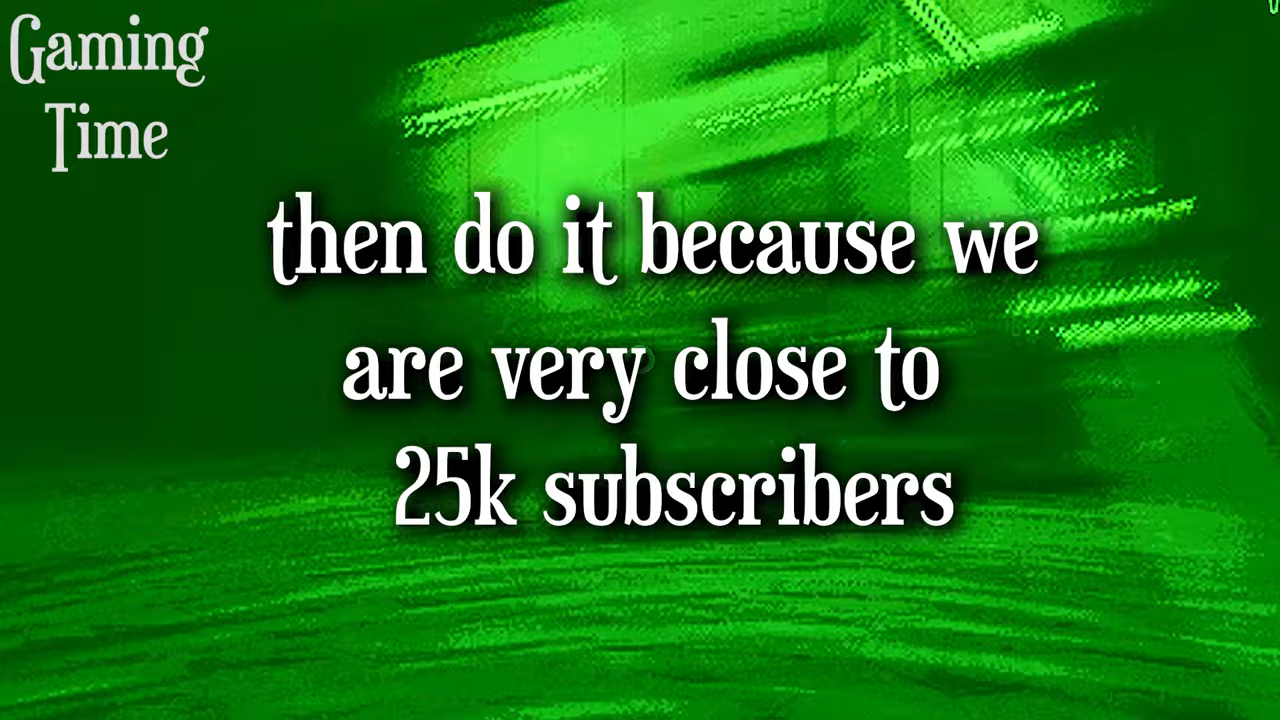 Gaming
Time
then do it because we
are very close to
25k subscribers